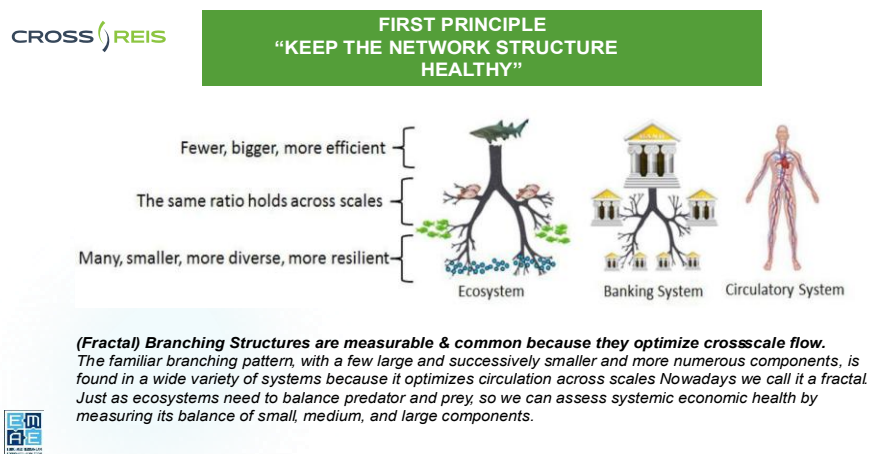 CROSS REIS
FIRST PRINCIPLE
“KEEP THE NETWORK STRUCTURE
HEALTHY”
Fewer, bigger, more efficient
The same ratio holds across scales
Many, smaller, more diverse, more resilient
BANK
Ecosystem
Banking System
Circulatory System
(Fractal) Branching Structures are measurable & common because they optimize crossscale flow.
The familiar branching pattern, with a few large and successively smaller and more numerous components, is
found in a wide variety of systems because it optimizes circulation across scales Nowadays we call it a fractal.
Just as ecosystems need to balance predator and prey, so we can assess systemic economic health by
measuring its balance of small, medium, and large components.
EMAE